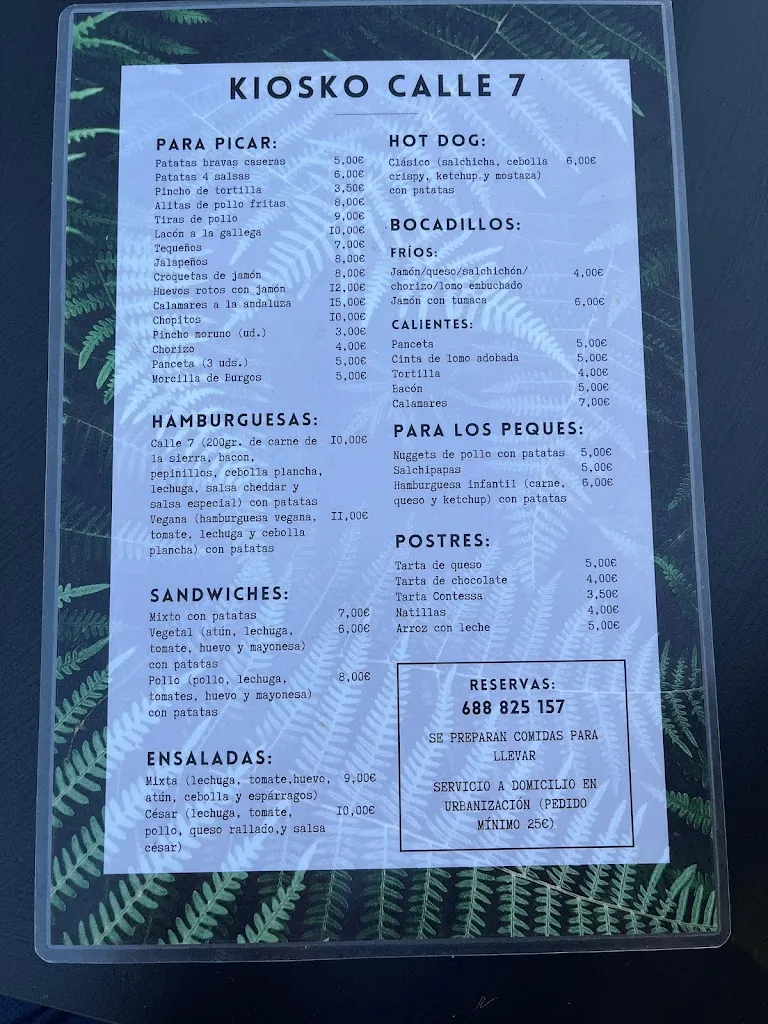 KIOSKO CALLE 7
PARA PICAR:
Patatas bravas caseras 5,00€
Patatas 4 salsas 6,00€
Pincho de tortilla 3,50€
Alitas de pollo fritas 8,00€
Tiras de pollo 9,00€
Lacón a la gallega 10,00€
Tequeños 7,00€
Jalapeños 8,00€
Croquetas de jamón 8,00€
Huevos rotos con jamón 12,00€
Calamares a la andaluza 15,00€
Chopitos 10,00€
Pincho moruno (ud.) 3,00€
Chorizo 4,00€
Panceta (3 uds.) 5,00€
Morcilla de Burgos 5,00€
HAMBURGUESAS:
Calle 7 (200gr. de carne de 10,00€
la sierra, bacon,
pepinillos, cebolla plancha,
lechuga, salsa cheddar y
salsa especial) con patatas
Vegana (hamburguesa vegana, 11,00€
tomate, lechuga y cebolla
plancha) con patatas
SANDWICHES:
Mixto con patatas 7,00€
Vegetal (atún, lechuga, 6,00€
tomate, huevo y mayonesa)
con patatas
Pollo (pollo, lechuga, 8,00€
tomates, huevo y mayonesa)
con patatas
ENSALADAS:
Mixta (lechuga, tomate,huevo, 9,00€
atún, cebolla y espárragos)
César (lechuga, tomate, 10,00€
pollo, queso rallado,y salsa
césar)
HOT DOG:
Clásico (salchicha, cebolla 6,00€
crispy, ketchup y mostaza)
con patatas
BOCADILLOS:
FRÍOS:
Jamón/queso/salchichón/ 4,00€
chorizo/lomo embuchado
Jamón con tumaca 6,00€
CALIENTES:
Panceta 5,00€
Cinta de lomo adobada 5,00€
Tortilla 4,00€
Bacón 5,00€
Calamares 7,00€
PARA LOS PEQUES:
Nuggets de pollo con patatas 5,00€
Salchipapas 5,00€
Hamburguesa infantil (carne, 6,00€
queso y ketchup) con patatas
POSTRES:
Tarta de queso 5,00€
Tarta de chocolate 4,00€
Tarta Contessa 3,50€
Natillas 4,00€
Arroz con leche 5,00€
RESERVAS:
688 825 157
SE PREPARAN COMIDAS PARA
LLEVAR
SERVICIO A DOMICILIO EN
URBANIZACIÓN (PEDIDO
MÍNIMO 25€)